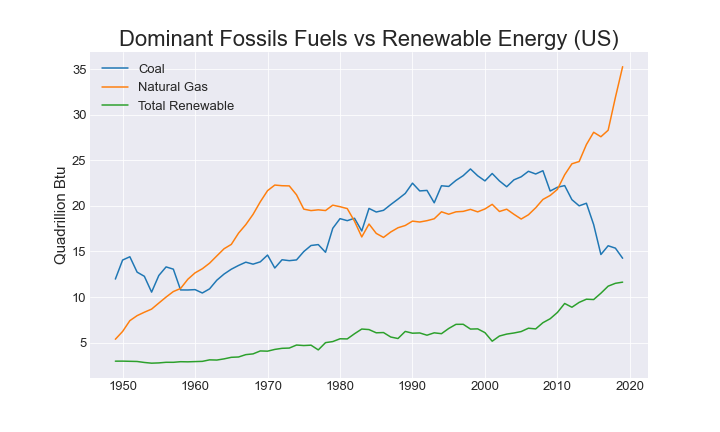 Dominant Fossils Fuels vs Renewable Energy (US)
Coal
Natural Gas
Total Renewable
Quadrillion Btu
35
30
25
20
15
10
5
1950 1960 1970 1980 1990 2000 2010 2020